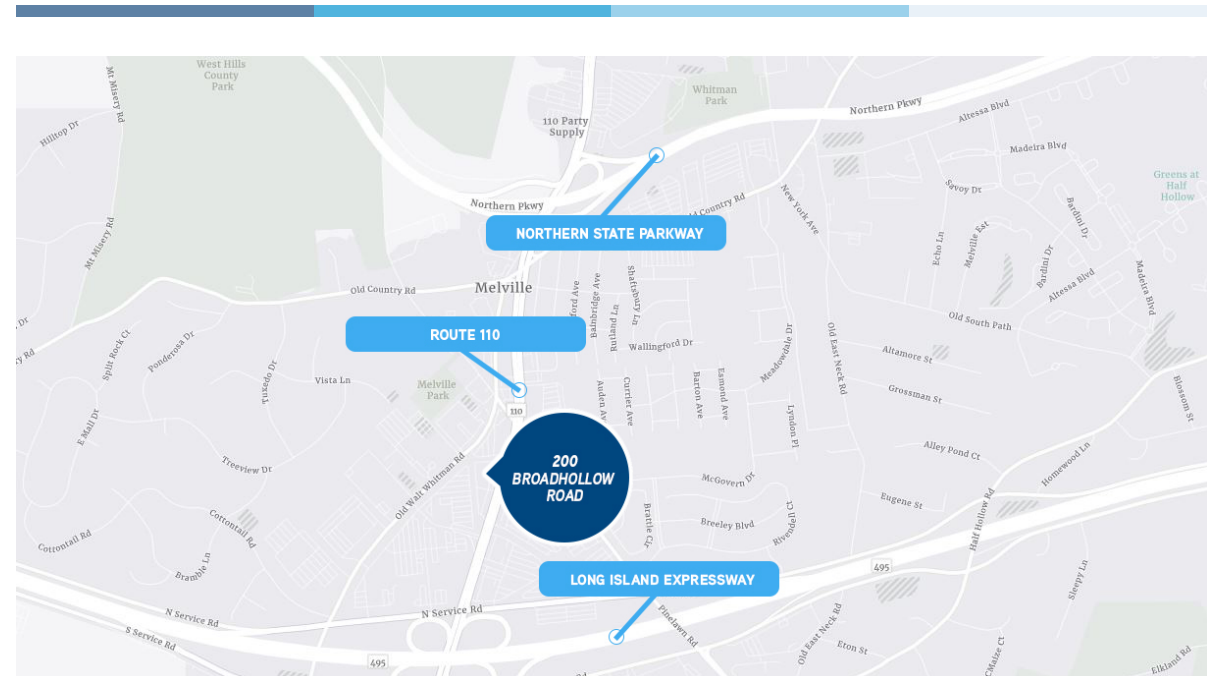 West Hills
County
Park
Mt Misery Rd
Hilltop Dr
110 Party
Supply
Whitman
Park
Northern Pkwy
Altessa Blvd
Madeira Blvd
Greens at
Half
Hollow
Savoy Dr
Bardini Dr
New York Ave
Northern Pkwy
Country Rd
NORTHERN STATE PARKWAY
Mt Misery Rd
Echo Ln
Melville Est
Bardini Dr
Altessa Blvd
Madeira Blvd
Old Country Rd
Melville
ford Ave
Bainbridge Ave
Rutland Ln
Shaftsbury Ln
Dr
Old South Path
ROUTE 110
Wallingford Dr
Meadowdale Dr
Old East Neck Rd
Altamore St
Split Rock Ct
Ponderosa Dr
Tuxedo Dr
Vista Ln
Melville
Park
Auden Av
Currier Ave
Barton Ave
Esmond Ave
Grossman St
Blossom St
110
E Mall Dr
Lyndon Pl
Treeview Dr
Old Walt Whitman Rd
200
BROADHOLLOW
ROAD
Alley Pond Ct
Homewood Ln
McGovern Dr
Eugene St
Half Hollow Rd
Cottontail Rd
Cottontail Rd
Brattle Cir
Breeley Blvd
Rivendell Ct
Bramble Ln
495
LONG ISLAND EXPRESSWAY
Sleepy Ln
N Service Rd
N Service Rd
S Service Rd
Pinelawn Rd
Old East Neck Rd
Eton St
495
Maize Ct
Elkland Rd